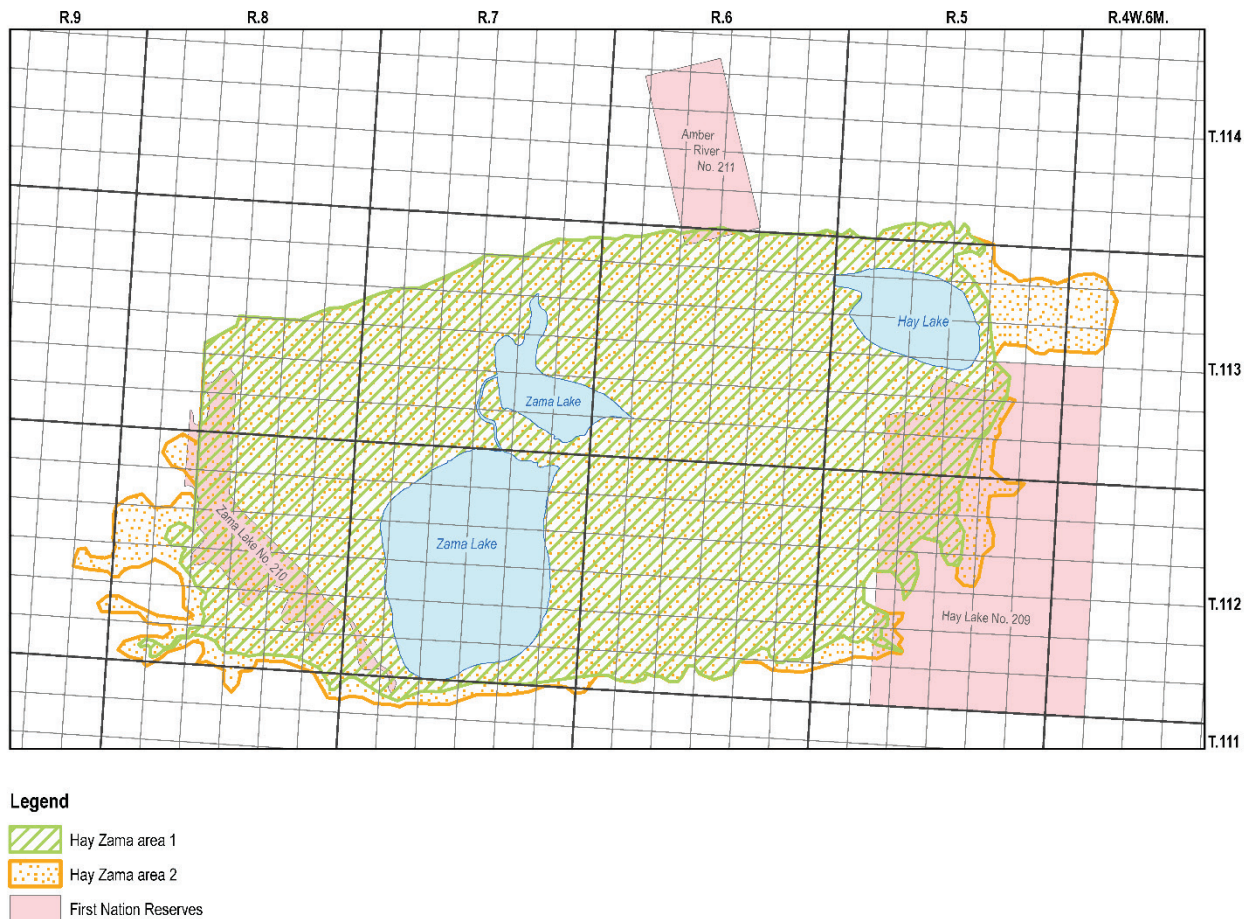 R.9 R.8 R.7 R.6 R.5 R.4W.6M.
Amber
River
No. 211
T.114
Hay Lake
T.113
Zama Lake
Zama Lake No. 210
Zama Lake
T.112
Hay Lake No. 209
T.111
Legend
Hay Zama area 1
Hay Zama area 2
First Nation Reserves